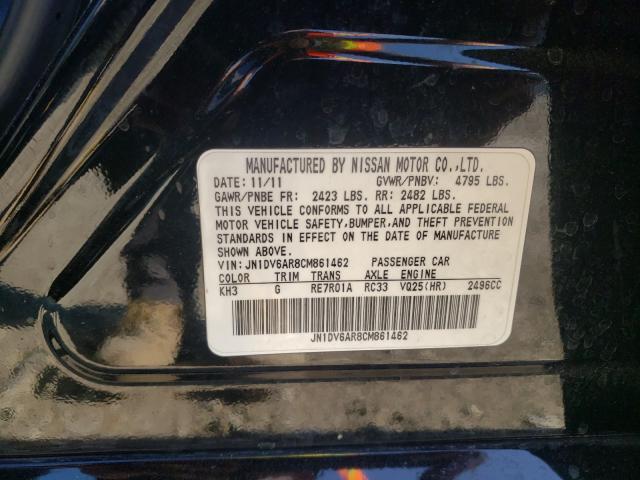 MANUFACTURED BY NISSAN MOTOR CO.,LTD.
DATE: 11/11 GVWR/PNBV: 4795 LBS.
GAWR/PNBE FR: 2423 LBS. RR: 2482 LBS.
THIS VEHICLE CONFORMS TO ALL APPLICABLE FEDERAL
MOTOR VEHICLE SAFETY,BUMPER,AND THEFT PREVENTION
STANDARDS IN EFFECT ON THE DATE OF MANUFACTURE
SHOWN ABOVE.
VIN: JN1DV6AR8CM861462 PASSENGER CAR
COLOR TRIM TRANS AXLE ENGINE
KH3 G RE7R01A RC33 VQ25(HR) 2496CC
JN1DV6AR8CM861462